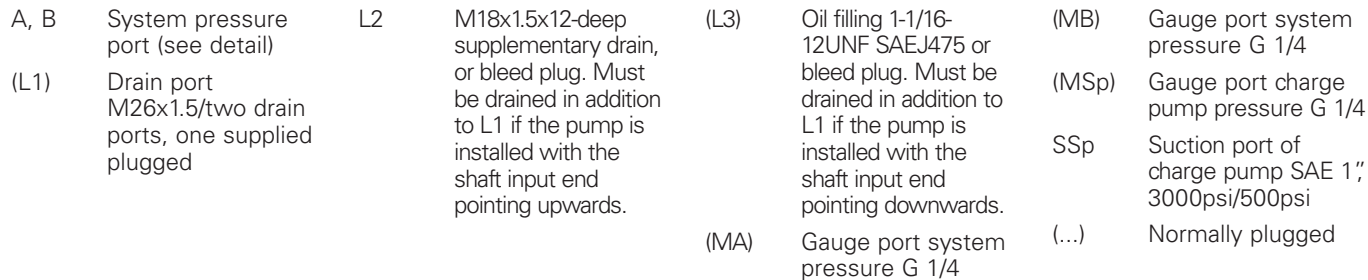 A, B System pressure
port (see detail)
(L1) Drain port
M26x1.5/two drain
ports, one supplied
plugged
L2 M18x1.5x12-deep
supplementary drain,
or bleed plug. Must
be drained in addition
to L1 if the pump is
installed with the
shaft input end
pointing upwards.
(L3) Oil filling 1-1/16-
12UNF SAEJ475 or
bleed plug. Must be
drained in addition to
L1 if the pump is
installed with the
shaft input end
pointing downwards.
(MA) Gauge port system
pressure G 1/4
(MB) Gauge port system
pressure G 1/4
(MSp) Gauge port charge
pump pressure G 1/4
SSp Suction port of
charge pump SAE 1”,
3000psi/500psi
(...) Normally plugged